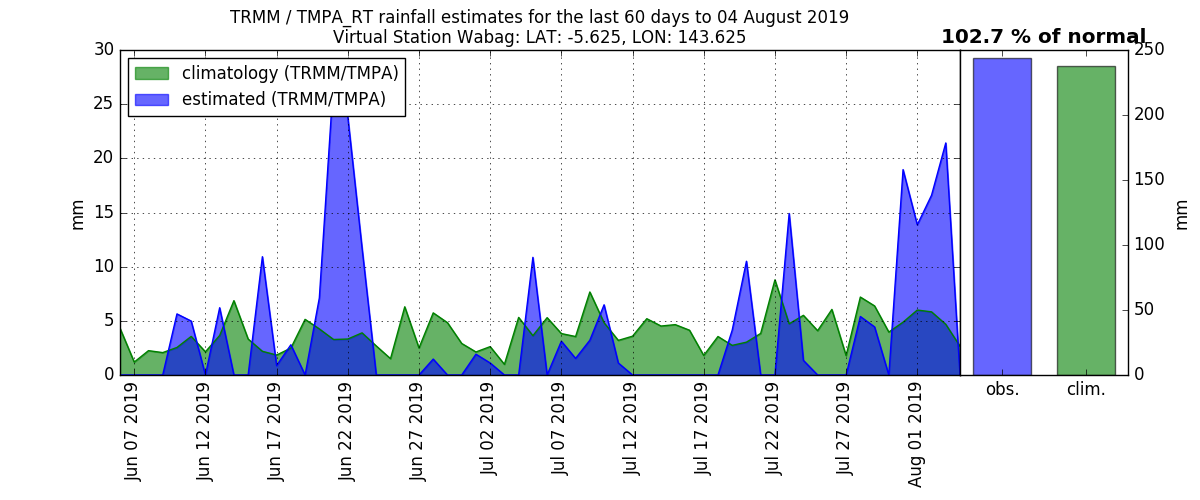 TRMM / TMPA_RT rainfall estimates for the last 60 days to 04 August 2019
Virtual Station Wabag: LAT: -5.625, LON: 143.625
102.7 % of normal
climatology (TRMM/TMPA)
estimated (TRMM/TMPA)
30
25
20
15
10
5
0
mm
250
200
150
100
50
0
mm
Jun 07 2019
Jun 12 2019
Jun 17 2019
Jun 22 2019
Jun 27 2019
Jul 02 2019
Jul 07 2019
Jul 12 2019
Jul 17 2019
Jul 22 2019
Jul 27 2019
Aug 01 2019
obs.
clim.